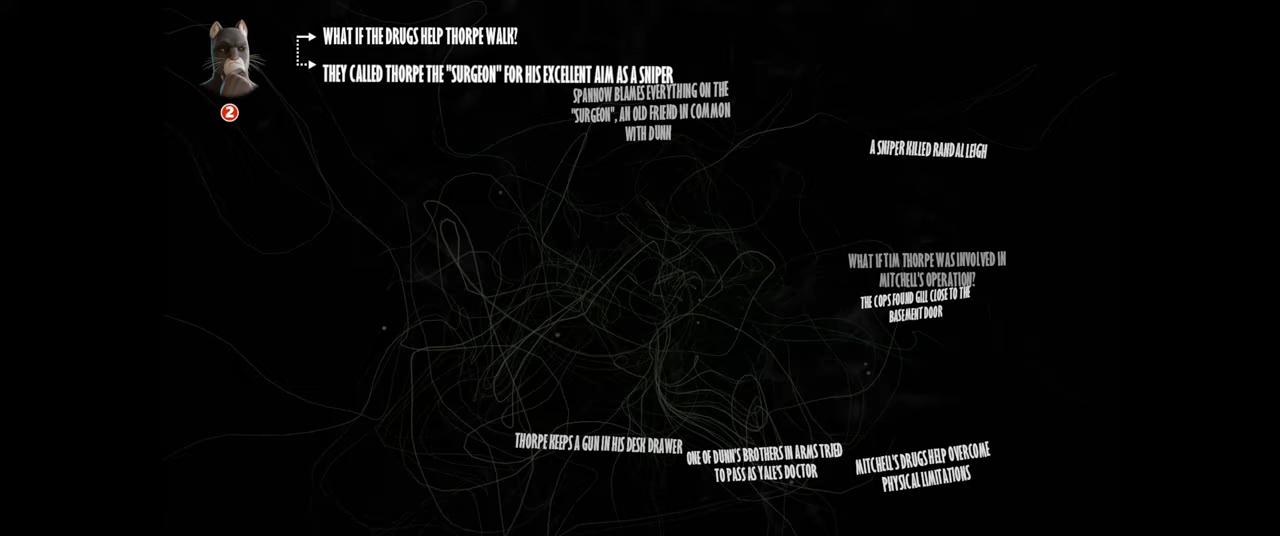 WHAT IF THE DRUGS HELP THORPE WALK?
THEY CALLED THORPE THE "SURGEON" FOR HIS EXCELLENT AIM AS A SNIPER
2
SPANNOW BLAMES EVERYTHING ON THE
"SURGEON", AN OLD FRIEND IN COMMON
WITH DUNN
A SNIPER KILLED RANDAL LEIGH
WHAT IF TIM THORPE WAS INVOLVED IN
MITCHELL'S OPERATION?
THE COPS FOUND GILL CLOSE TO THE
BASEMENT DOOR
THORPE KEEPS A GUN IN HIS DESK DRAWER
ONE OF DUNN'S BROTHERS IN ARMS TRIED
TO PASS AS YALE'S DOCTOR
MITCHELL'S DRUGS HELP OVERCOME
PHYSICAL LIMITATIONS